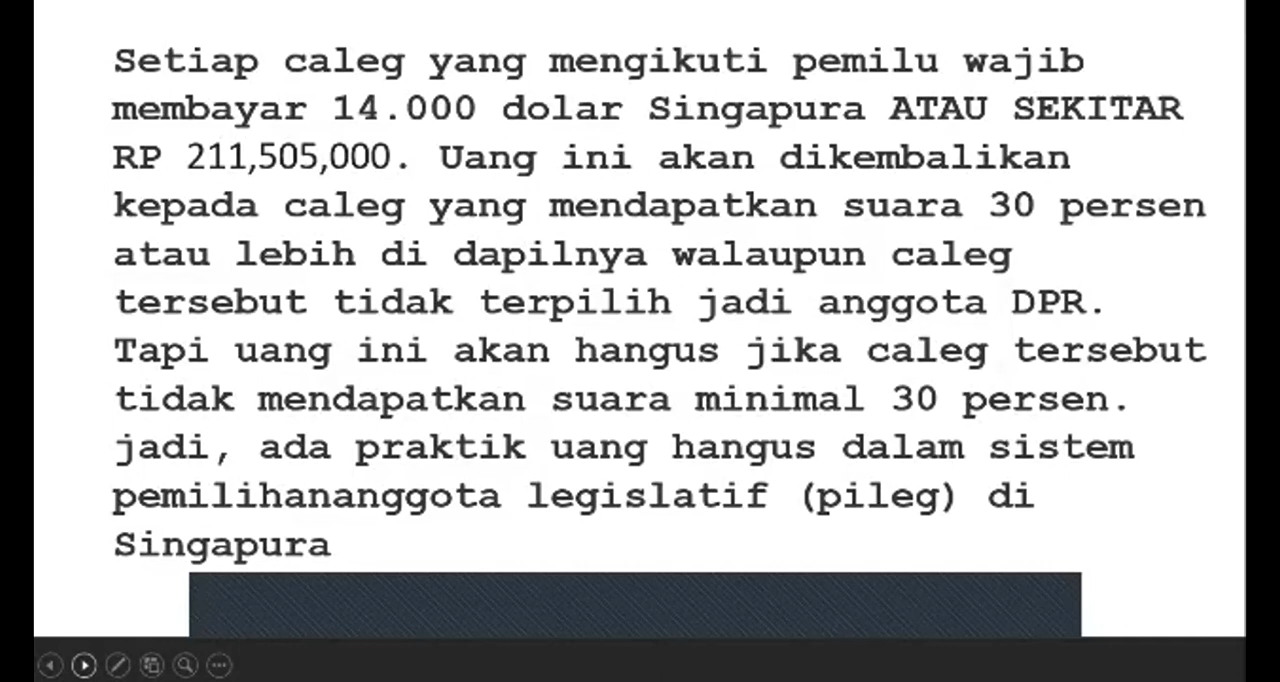 Setiap caleg yang mengikuti pemilu wajib
membayar 14.000 dolar Singapura ATAU SEKITAR
RP 211,505,000. Uang ini akan dikembalikan
kepada caleg yang mendapatkan suara 30 persen
atau lebih di dapilnya walaupun caleg
tersebut tidak terpilih jadi anggota DPR.
Tapi uang ini akan hangus jika caleg tersebut
tidak mendapatkan suara minimal 30 persen.
jadi, ada praktik uang hangus dalam sistem
pemilihananggota legislatif (pileg) di
Singapura